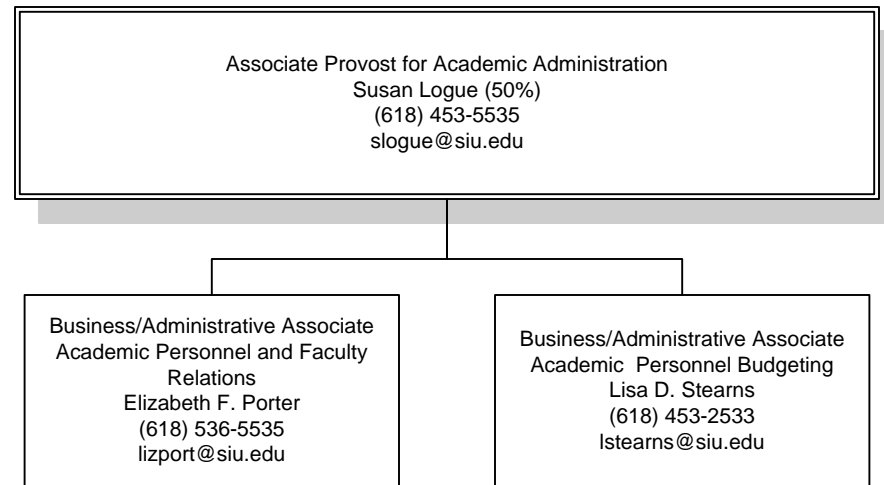 Associate Provost for Academic Administration
Susan Logue (50%)
(618) 453-5535
slogue@siu.edu
Business/Administrative Associate
Academic Personnel and Faculty
Relations
Elizabeth F. Porter
(618) 536-5535
lizport@siu.edu
Business/Administrative Associate
Academic  Personnel Budgeting
Lisa D. Stearns
(618) 453-2533
lstearns@siu.edu